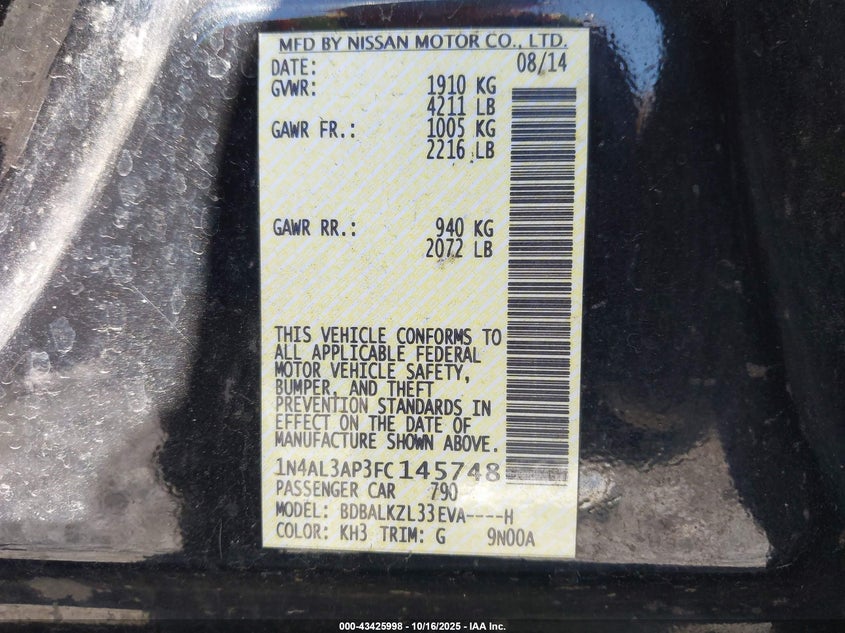 MFD BY NISSAN MOTOR CO., LTD.
DATE: 08/14
GVWR: 1910 KG
4211 LB
GAWR FR.: 1005 KG
2216 LB
GAWR RR.: 940 KG
2072 LB
THIS VEHICLE CONFORMS TO
ALL APPLICABLE FEDERAL
MOTOR VEHICLE SAFETY,
BUMPER, AND THEFT
PREVENTION STANDARDS IN
EFFECT ON THE DATE OF
MANUFACTURE SHOWN ABOVE.
1N4AL3AP3FC145748
PASSENGER CAR 790
MODEL: BDBALKZL33EVA----H
COLOR: KH3 TRIM: G 9N00A
000-43425998 - 10/16/2025 - IAA Inc.